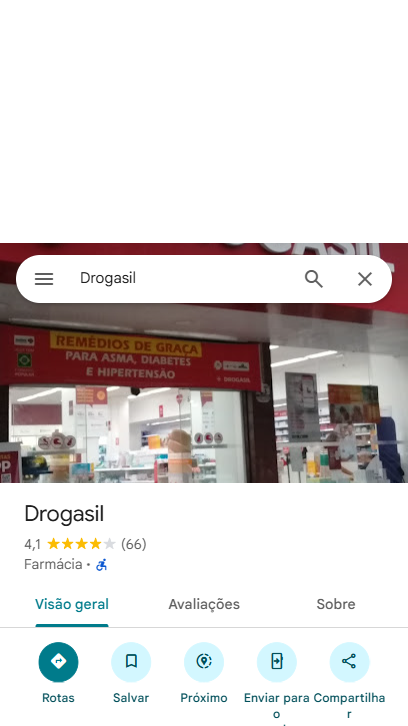 Drogasil
REMÉDIOS DE GRAÇA
PARA ASMA, DIABETES
E HIPERTENSÃO
Drogasil
4,1 (66)
Farmácia ·
Visão geral Avaliações Sobre
Rotas Salvar Próximo Enviar para o Compartilhar